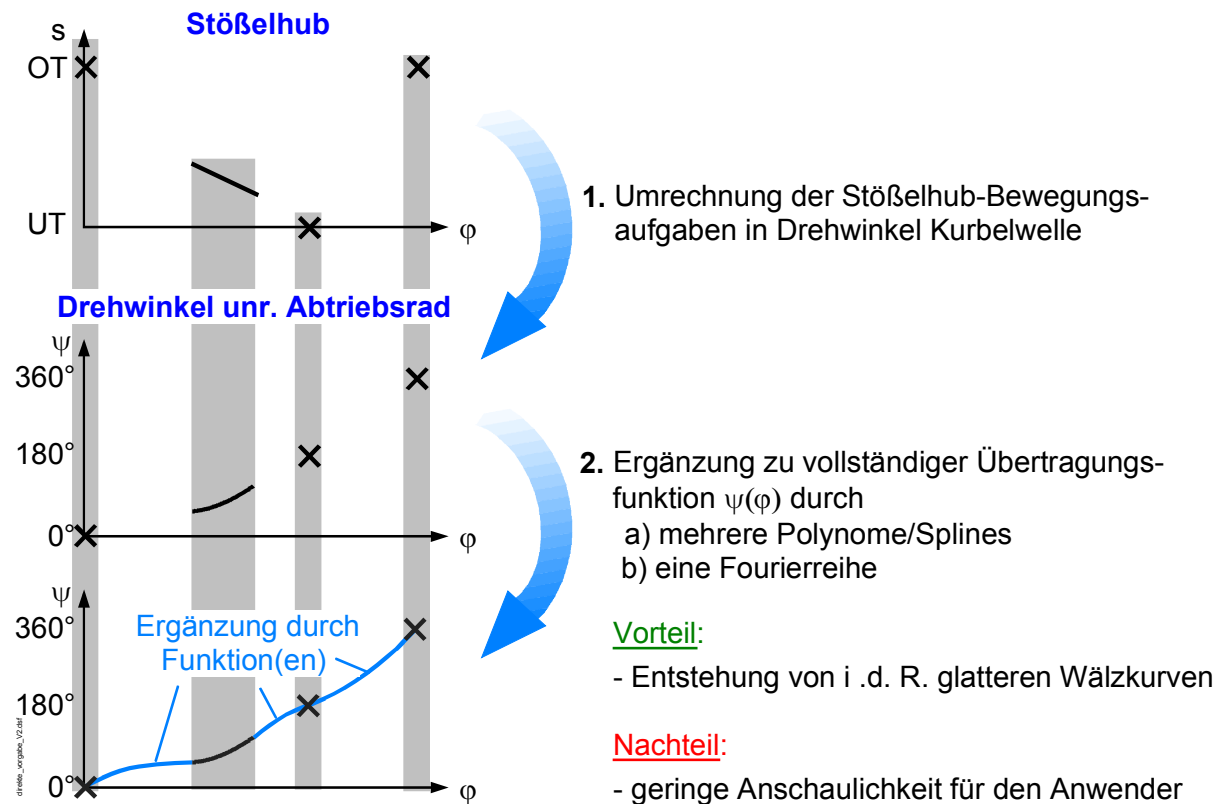 Stößelhub
s
OT
UT
φ
1. Umrechnung der Stößelhub-Bewegungs-
aufgaben in Drehwinkel Kurbelwelle
Drehwinkel unr. Abtriebsrad
ψ
360°
180°
0°
φ
2. Ergänzung zu vollständiger Übertragungs-
funktion ψ(φ) durch
a) mehrere Polynome/Splines
b) eine Fourierreihe
ψ
360°
Ergänzung durch
Funktion(en)
180°
0°
φ
direkte_vorgabe_V2.dsf
Vorteil:
- Entstehung von i .d. R. glatteren Wälzkurven
Nachteil:
- geringe Anschaulichkeit für den Anwender